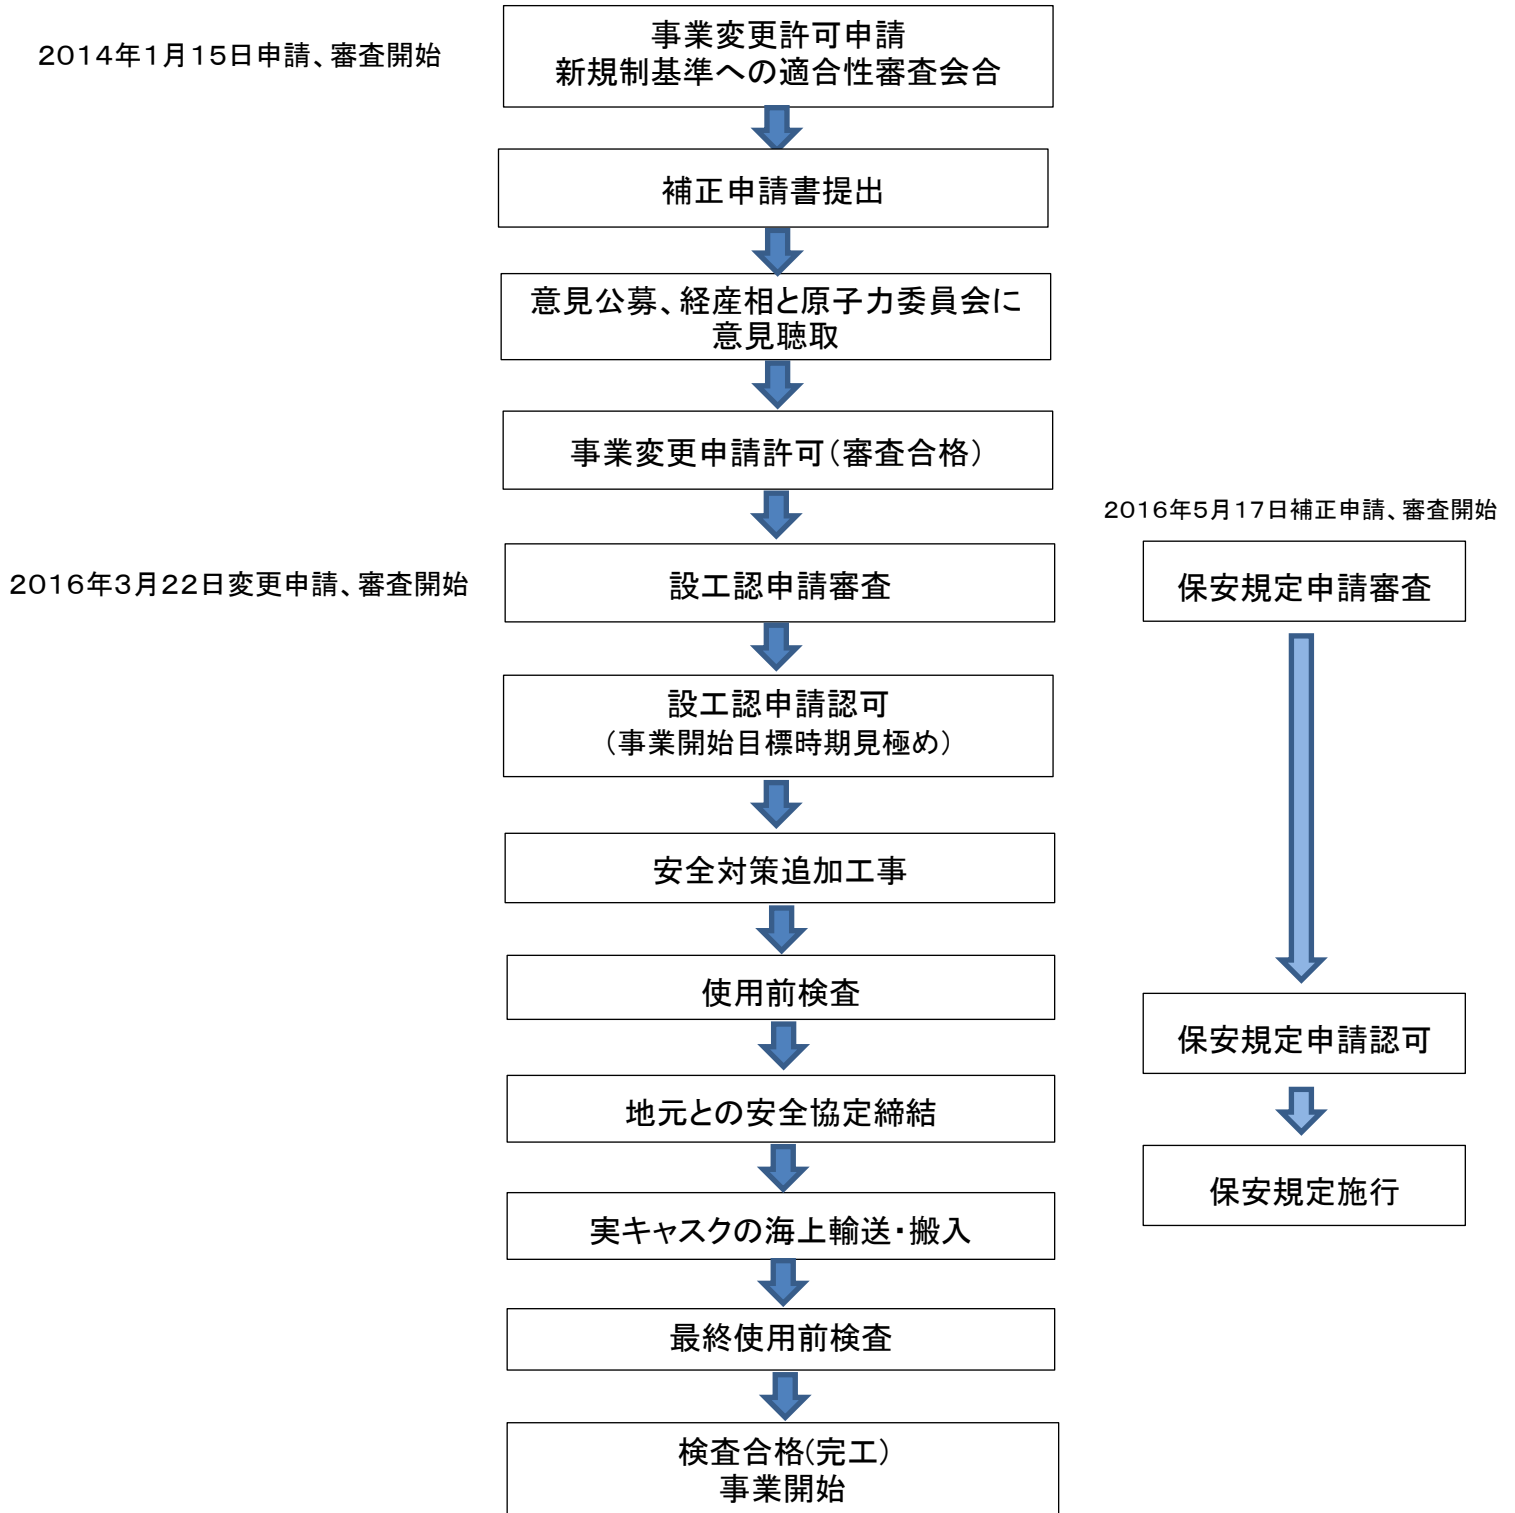 2014年1月15日申請、審査開始
事業変更許可申請
新規制基準への適合性審査会合
補正申請書提出
意見公募、経産相と原子力委員会に
意見聴取
事業変更申請許可(審査合格)
2016年3月22日変更申請、審査開始
設工認申請審査
設工認申請認可
(事業開始目標時期見極め)
安全対策追加工事
使用前検査
地元との安全協定締結
実キャスクの海上輸送・搬入
最終使用前検査
検査合格(完工)
事業開始
2016年5月17日補正申請、審査開始
保安規定申請審査
保安規定申請認可
保安規定施行